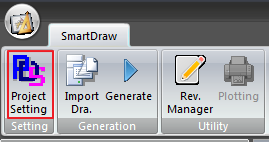 SmartDraw
Project Setting
Import Dra.
Generate
Rev. Manager
Plotting
Setting
Generation
Utility